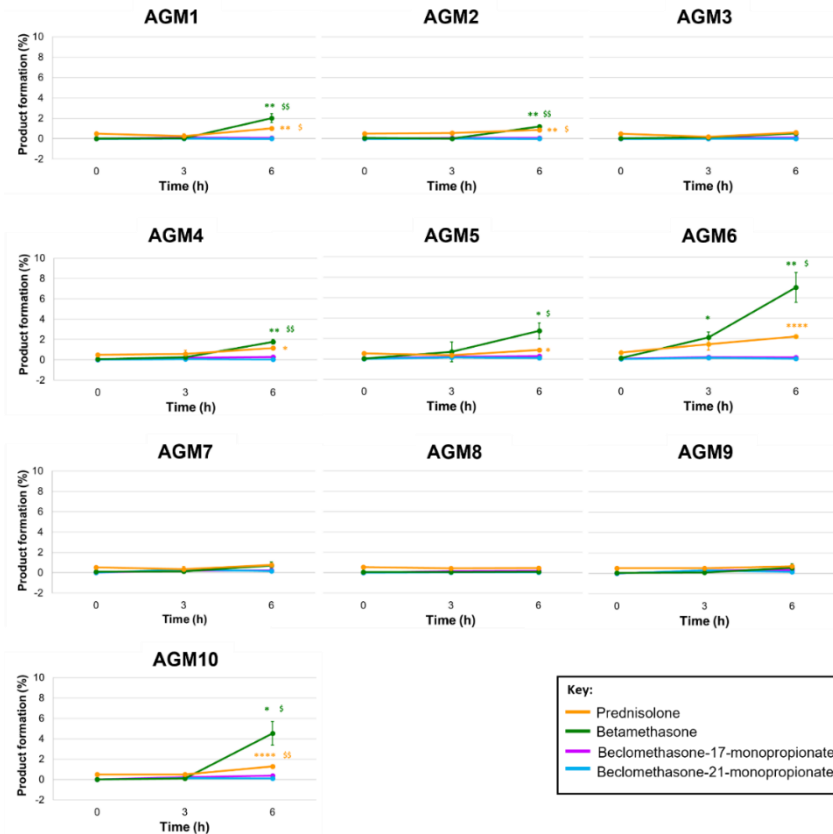 AGM1 AGM2 AGM3
Product formation (%)
10
8
6
4
2
0
-2
** $$
** $
** $$
** $
0 3 6 0 3 6 0 3 6
Time (h) Time (h) Time (h)
AGM4 AGM5 AGM6
Product formation (%)
10
8
6
4
2
0
-2
** $$
*
* $
*
*
** $
****
0 3 6 0 3 6 0 3 6
Time (h) Time (h) Time (h)
AGM7 AGM8 AGM9
Product formation (%)
10
8
6
4
2
0
-2
0 3 6 0 3 6 0 3 6
Time (h) Time (h) Time (h)
AGM10
Product formation (%)
10
8
6
4
2
0
-2
* $
**** $$
0 3 6
Time (h)
Key:
Prednisolone
Betamethasone
Beclomethasone-17-monopropionate
Beclomethasone-21-monopropionate